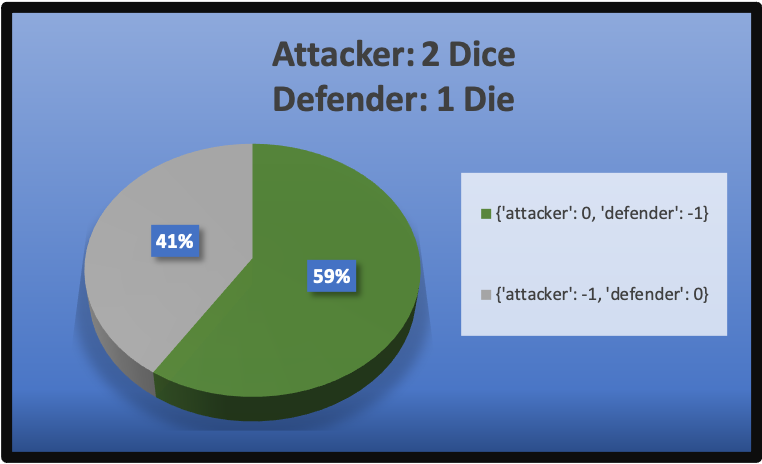 Attacker: 2 Dice
Defender: 1 Die
41%
59%
{'attacker': 0, 'defender': -1}
{'attacker': -1, 'defender': 0}